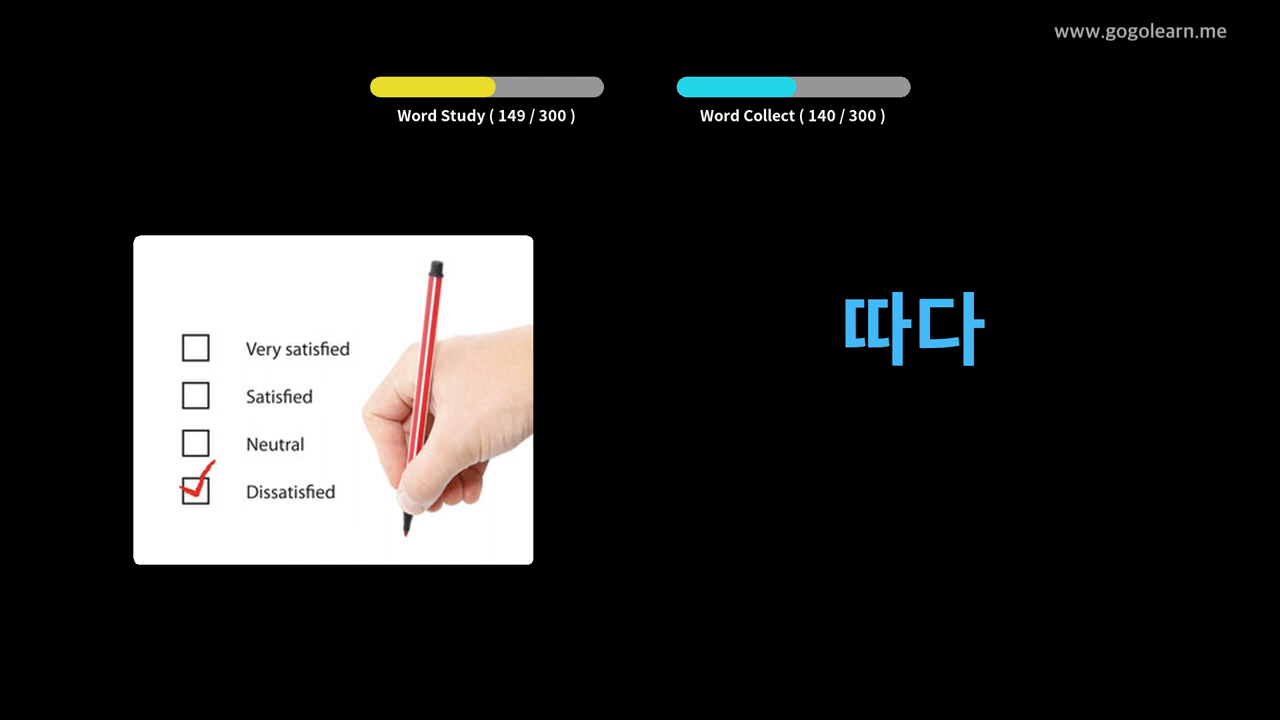 www.gogolearn.me
Word Study ( 149 / 300 )
Word Collect ( 140 / 300 )
Very satisfied
Satisfied
Neutral
Dissatisfied
따다